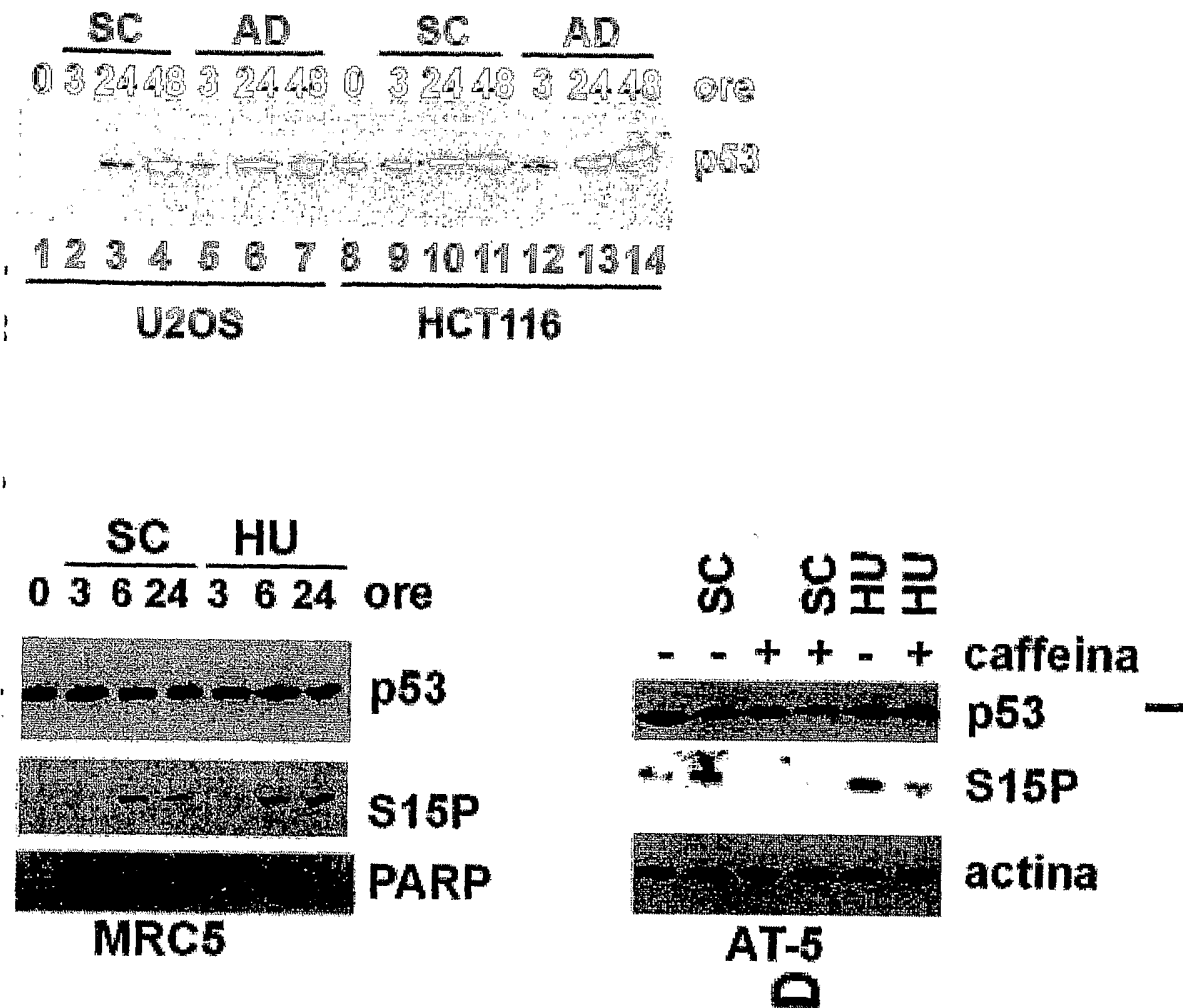 SC AD SC AD
0 3 24 48 3 24 48 0 3 24 48 3 24 48 ore
p53
1 2 3 4 5 6 7 8 9 10 11 12 13 14
U2OS HCT116
SC HU
0 3 6 24 3 6 24 ore
p53
S15P
PARP
MRC5
SC SC HU HU
- - + + - + caffeina
p53
S15P
actina
AT-5
D